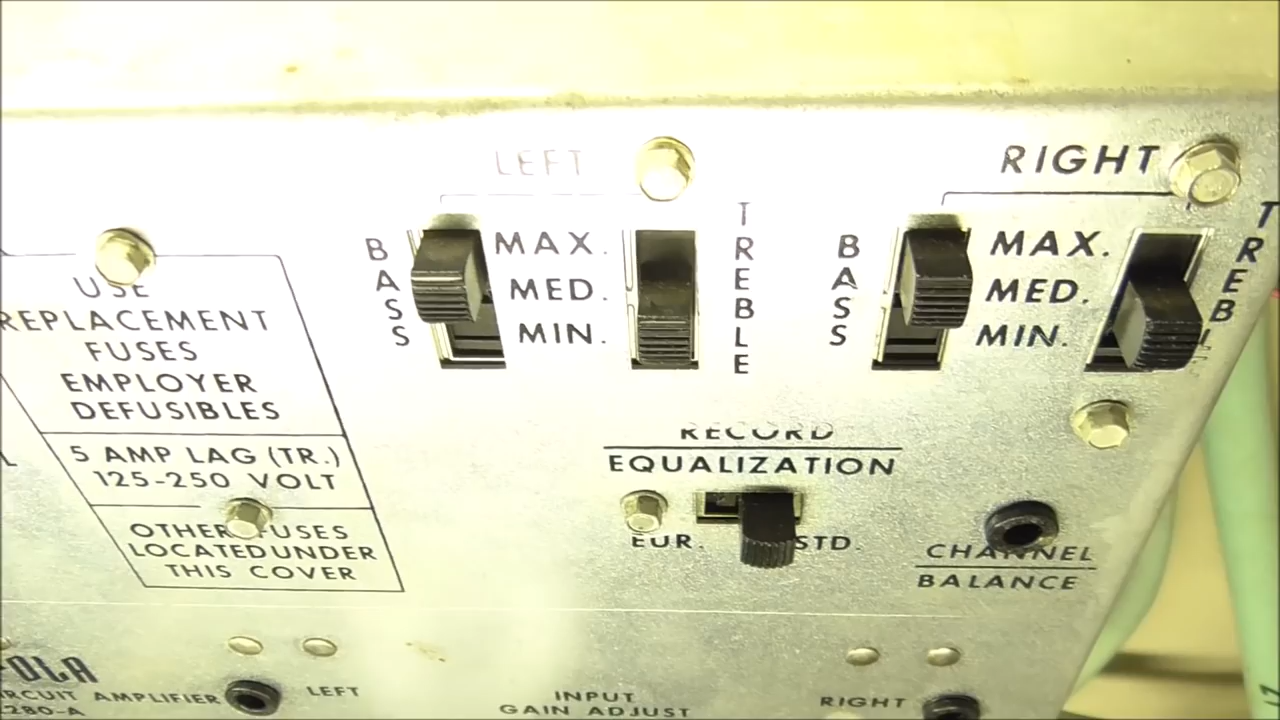 LEFT
RIGHT
BASS
MAX.
MED.
MIN.
TREBLE
BASS
MAX.
MED.
MIN.
USE
REPLACEMENT
FUSES
EMPLOYER
DEFUSIBLES
5 AMP LAG (TR.)
125-250 VOLT
OTHER FUSES
LOCATED UNDER
THIS COVER
RECORD
EQUALIZATION
EUR.
STD.
CHANNEL
BALANCE
AMPLIFIER
LEFT
INPUT
GAIN ADJUST
RIGHT